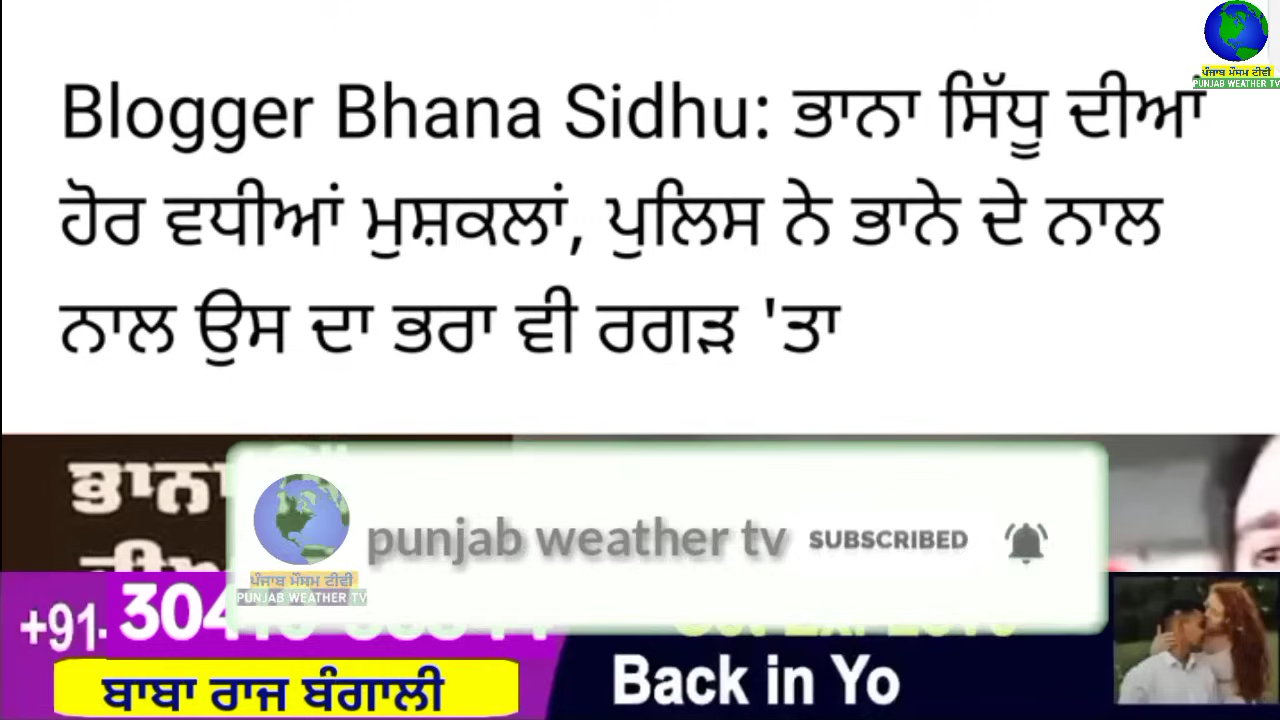 ਪੰਜਾਬ ਮੌਸਮ ਟੀਵੀ
PUNJAB WEATHER TV
Blogger Bhana Sidhu: ਭਾਨਾ ਸਿੱਧੂ ਦੀਆਂ
ਹੋਰ ਵਧੀਆਂ ਮੁਸ਼ਕਲਾਂ, ਪੁਲਿਸ ਨੇ ਭਾਨੇ ਦੇ ਨਾਲ
ਨਾਲ ਉਸ ਦਾ ਭਰਾ ਵੀ ਰਗੜ 'ਤਾ
ਭਾਨਾ
punjab weather tv SUBSCRIBED
ਪੰਜਾਬ ਮੌਸਮ ਟੀਵੀ
PUNJAB WEATHER TV
+91-
ਬਾਬਾ ਰਾਜ ਬੰਗਾਲੀ
Back in Yo